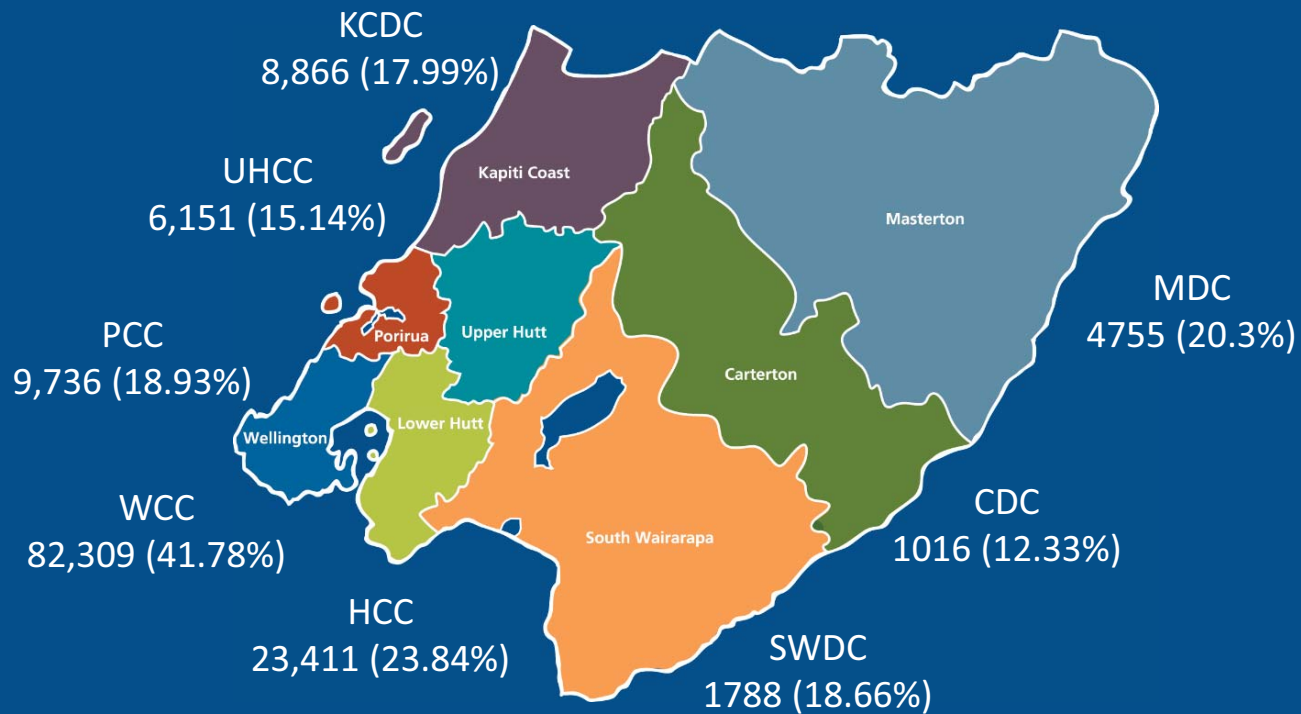 KCDC
8,866 (17.99%)
UHCC
6,151 (15.14%)
Kapiti Coast
Masterton
MDC
4755 (20.3%)
PCC
9,736 (18.93%)
Porirua
Upper Hutt
Carterton
Wellington
Lower Hutt
WCC
82,309 (41.78%)
CDC
1016 (12.33%)
South Wairarapa
HCC
23,411 (23.84%)
SWDC
1788 (18.66%)